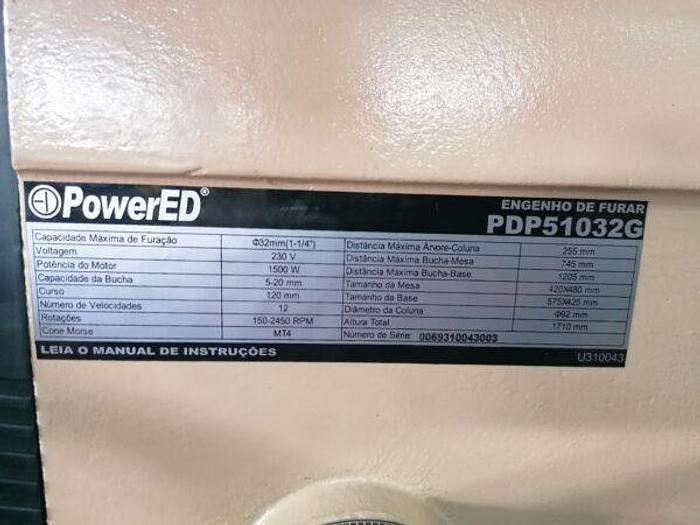 PowerED®
ENGENHO DE FURAR
PDP51032G
Capacidade Máxima de Furação Φ32mm(1-1/4")
Voltagem 230 V
Potência do Motor 1500 W
Capacidade da Bucha 5-20 mm
Curso 120 mm
Número de Velocidades 12
Rotações 150-2450 RPM
Cone Morse MT4
Distância Máxima Árvore-Coluna 255 mm
Distância Máxima Bucha-Mesa 745 mm
Distância Máxima Bucha-Base 1205 mm
Tamanho da Mesa 420X480 mm
Tamanho da Base 575X425 mm
Diâmetro da Coluna Φ92 mm
Altura Total 1710 mm
Número de Série: 0069310043003
LEIA O MANUAL DE INSTRUÇÕES
U310043